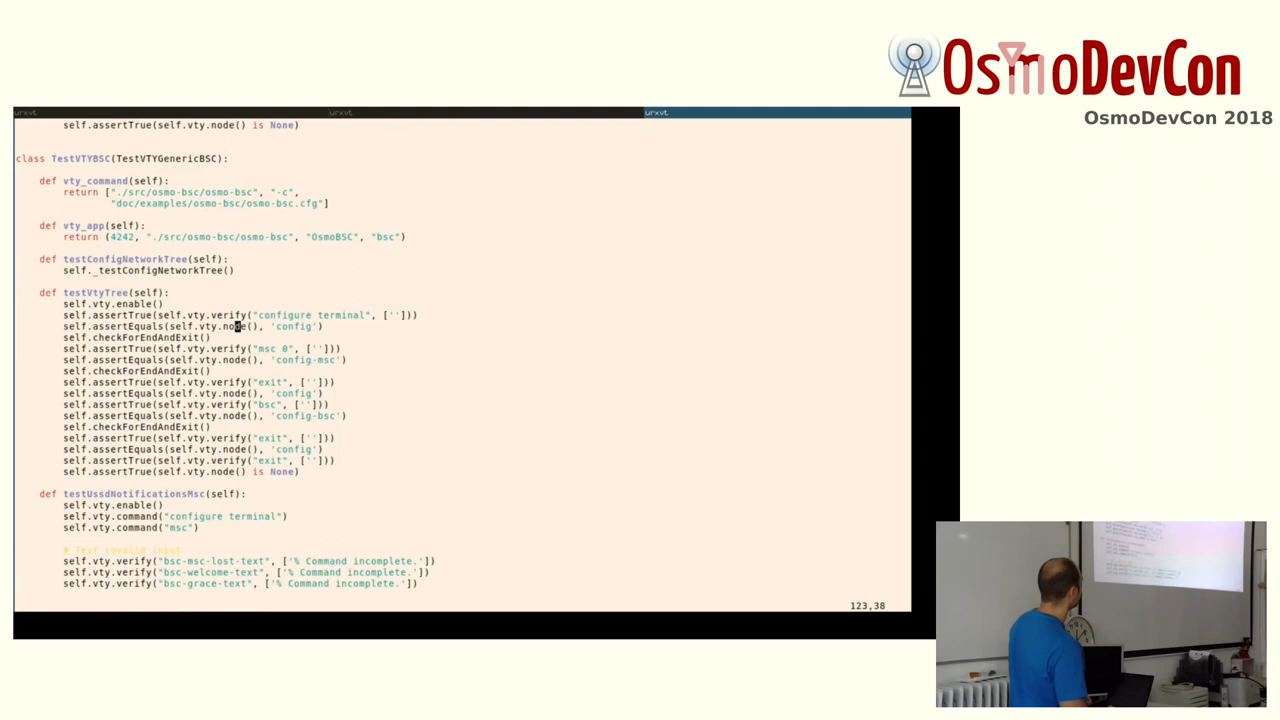 OsmoDevCon
OsmoDevCon 2018
urxvt urxvt urxvt
self.assertTrue(self.vty.node() is None)
class TestVTYBSC(TestVTYGenericBSC):
def vty_command(self):
return ["./src/osmo-bsc/osmo-bsc", "-c",
"doc/examples/osmo-bsc/osmo-bsc.cfg"]
def vty_app(self):
return (4242, "./src/osmo-bsc/osmo-bsc", "OsmoBSC", "bsc")
def testConfigNetworkTree(self):
self._testConfigNetworkTree()
def testVtyTree(self):
self.vty.enable()
self.assertTrue(self.vty.verify("configure terminal", ['']))
self.assertEquals(self.vty.node(), 'config')
self.checkForEndAndExit()
self.assertTrue(self.vty.verify("msc 0", ['']))
self.assertEquals(self.vty.node(), 'config-msc')
self.checkForEndAndExit()
self.assertTrue(self.vty.verify("exit", ['']))
self.assertEquals(self.vty.node(), 'config')
self.assertTrue(self.vty.verify("bsc", ['']))
self.assertEquals(self.vty.node(), 'config-bsc')
self.checkForEndAndExit()
self.assertTrue(self.vty.verify("exit", ['']))
self.assertEquals(self.vty.node(), 'config')
self.assertTrue(self.vty.verify("exit", ['']))
self.assertTrue(self.vty.node() is None)
def testUssdNotificationsMsc(self):
self.vty.enable()
self.vty.command("configure terminal")
self.vty.command("msc")
# Test invalid input
self.vty.verify("bsc-msc-lost-text", ['% Command incomplete.'])
self.vty.verify("bsc-welcome-text", ['% Command incomplete.'])
self.vty.verify("bsc-grace-text", ['% Command incomplete.'])
123,38